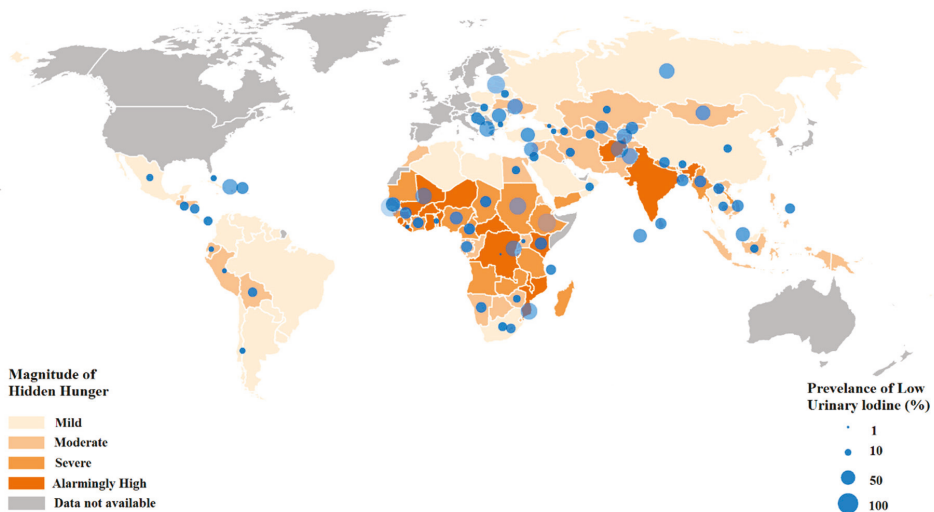 Magnitude of
Hidden Hunger
Mild
Moderate
Severe
Alarmingly High
Data not available
Prevelance of Low
Urinary lodine (%)
1
10
50
100